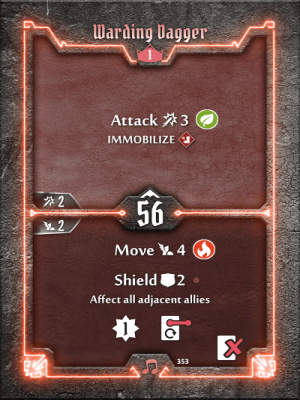 Warding Dagger
1
Attack 3
IMMOBILIZE
2
56
2
Move 4
Shield 2
Affect all adjacent allies
1
353